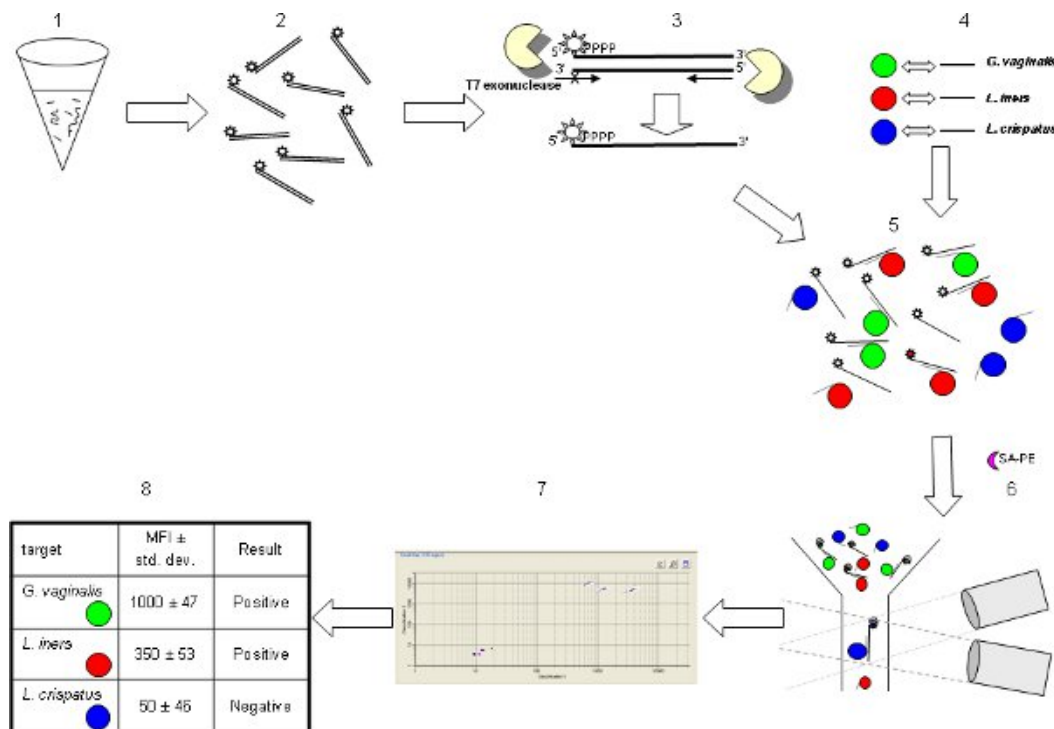 1
2
3
4
5' PPPP 3'
3' 5'
T7 exonuclease
5' PPPP 3'
G. vaginalis
L. iners
L. crispatus
5
SA-PE
6
7
8
target MFI ± std. dev. Result
G. vaginalis 1000 ± 47 Positive
L. iners 350 ± 53 Positive
L. crispatus 50 ± 46 Negative